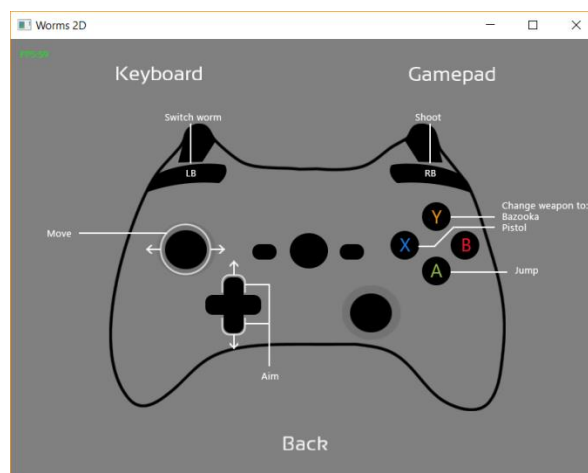 Worms 2D
Keyboard Gamepad
Switch worm Shoot
LB RB
Change weapon to:
Y Bazooka
X B Pistol
Move
A Jump
Aim
Back